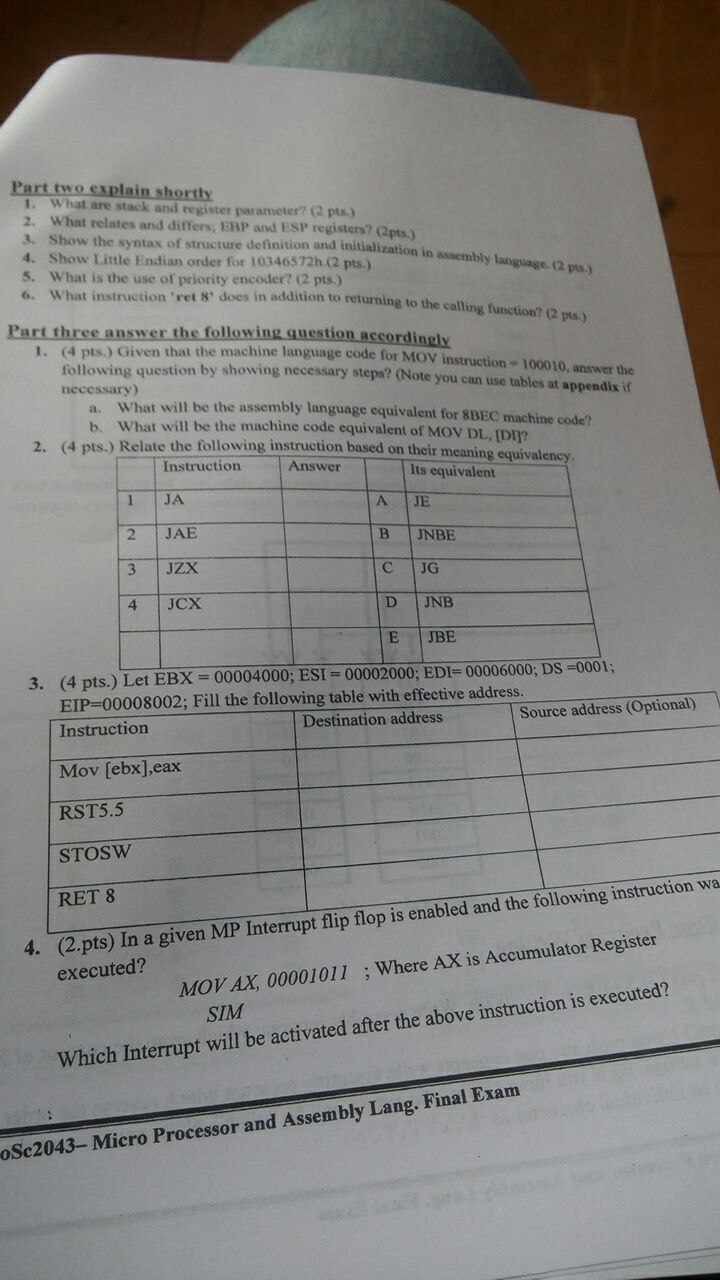 Part two explain shortly
1. What are stack and register parameter? (2 pts.)
2. What relates and differs; EBP and ESP registers? (2pts.)
3. Show the syntax of structure definition and initialization in assembly language. (2 pts.)
4. Show Little Endian order for 10346572h.(2 pts.)
5. What is the use of priority encoder? (2 pts.)
6. What instruction 'ret 8' does in addition to returning to the calling function? (2 pts.)
Part three answer the following question accordingly
1. (4 pts.) Given that the machine language code for MOV instruction = 100010, answer the
following question by showing necessary steps? (Note you can use tables at appendix if
necessary)
a. What will be the assembly language equivalent for 8BEC machine code?
b. What will be the machine code equivalent of MOV DL, [DI]?
2. (4 pts.) Relate the following instruction based on their meaning equivalency.
Instruction Answer Its equivalent
1 JA A JE
2 JAE B JNBE
3 JZX C JG
4 JCX D JNB
E JBE
3. (4 pts.) Let EBX = 00004000; ESI = 00002000; EDI= 00006000; DS =0001;
EIP=00008002; Fill the following table with effective address.
Instruction Destination address Source address (Optional)
Mov [ebx],eax
RST5.5
STOSW
RET 8
4. (2.pts) In a given MP Interrupt flip flop is enabled and the following instruction wa
executed?
MOV AX, 00001011 ; Where AX is Accumulator Register
SIM
Which Interrupt will be activated after the above instruction is executed?
oSc2043– Micro Processor and Assembly Lang. Final Exam